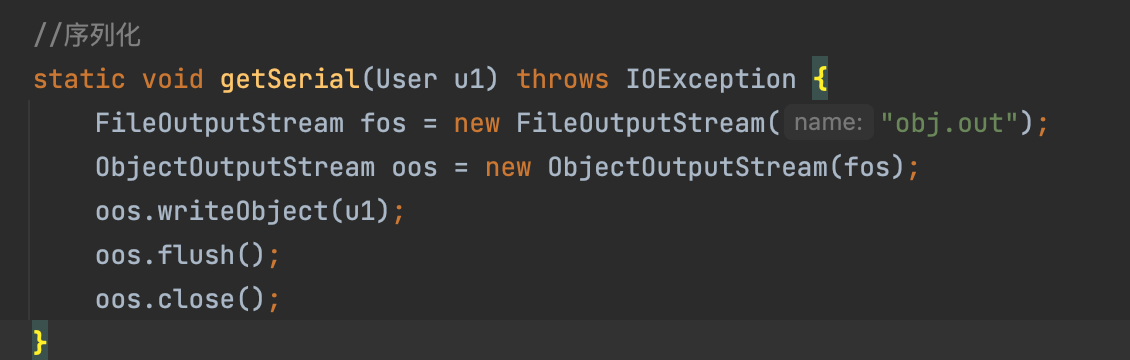 //序列化
static void getSerial(User u1) throws IOException {
FileOutputStream fos = new FileOutputStream( name: "obj.out");
ObjectOutputStream oos = new ObjectOutputStream(fos);
oos.writeObject(u1);
oos.flush();
oos.close();
}